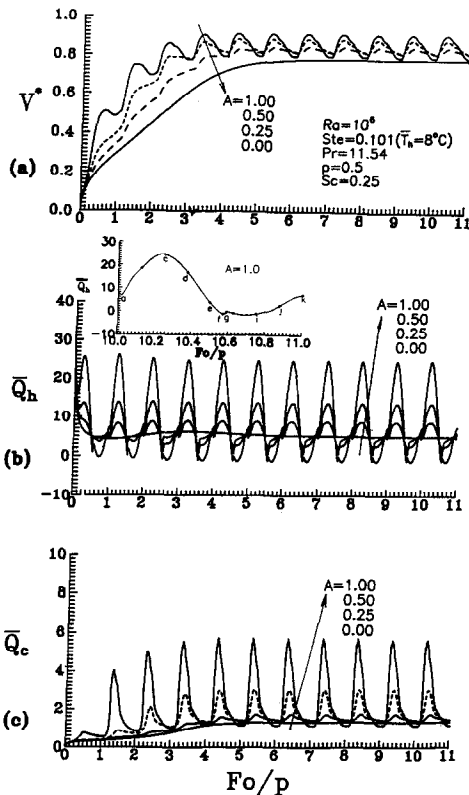 1.0
0.8
0.6
0.4
0.2
0.0
V*
(a)
A=1.00
0.50
0.25
0.00
Ra=10⁶
Ste=0.101(T̄ₕ=8°C)
Pr=11.54
p=0.5
Sc=0.25
0 1 2 3 4 5 6 7 8 9 10 11
30
20
10
0
-10
Q̄ₕ
A=1.0
a c d e f g i j k
10.0 10.2 10.4 10.6 10.8 11.0
Fo/p
40
30
20
10
0
-10
Q̄ₕ
(b)
A=1.00
0.50
0.25
0.00
0 1 2 3 4 5 6 7 8 9 10 11
10
8
6
4
2
0
Q̄c
(c)
A=1.00
0.50
0.25
0.00
0 1 2 3 4 5 6 7 8 9 10 11
Fo/p